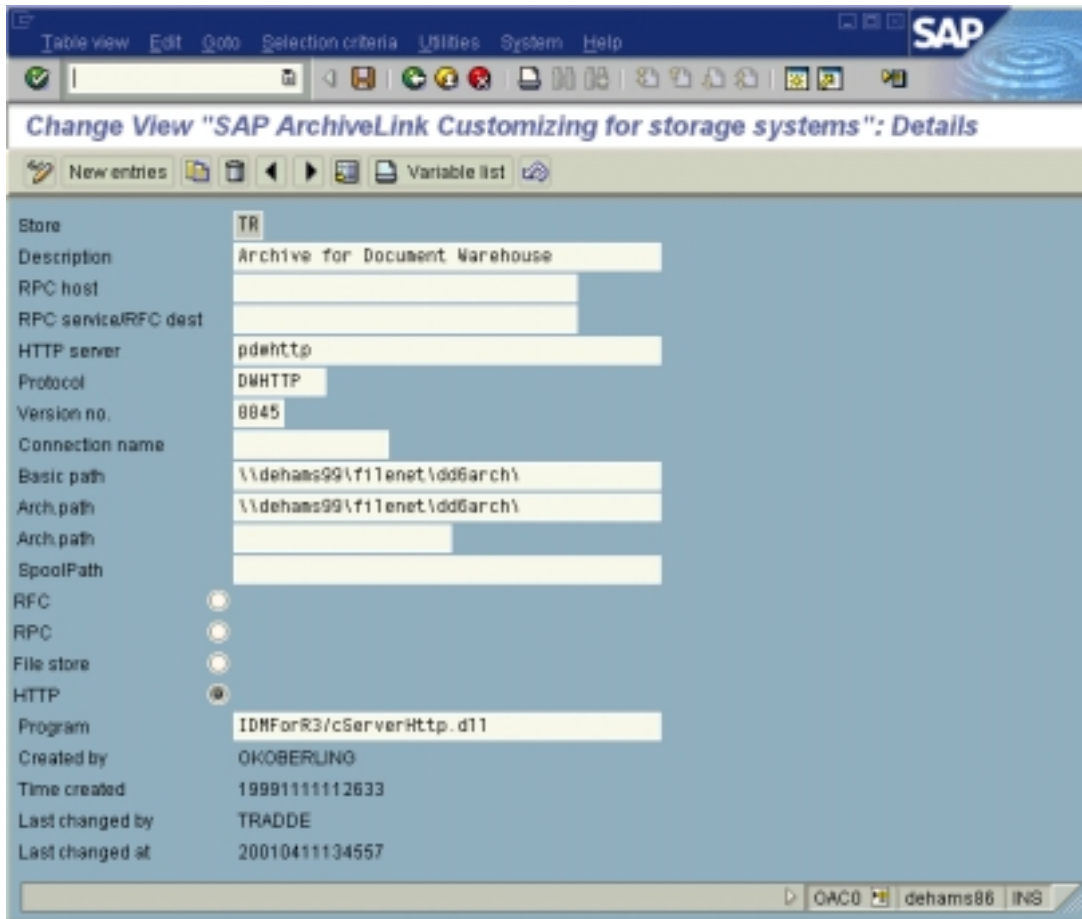 Table view Edit Goto Selection criteria Utilities System Help
SAP
Change View "SAP ArchiveLink Customizing for storage systems": Details
New entries Variable list
Store TR
Description Archive for Document Warehouse
RPC host
RPC service/RFC dest
HTTP server pdwhttp
Protocol DWHTTP
Version no. 0045
Connection name
Basic path \\dehams99\filenet\dd6arch\
Arch.path \\dehams99\filenet\dd6arch\
Arch.path
SpoolPath
RFC
RPC
File store
HTTP
Program IDMForR3/cServerHttp.dll
Created by OKOBERLING
Time created 19991111112633
Last changed by TRADDE
Last changed at 20010411134557
OAC0 dehams86 INS